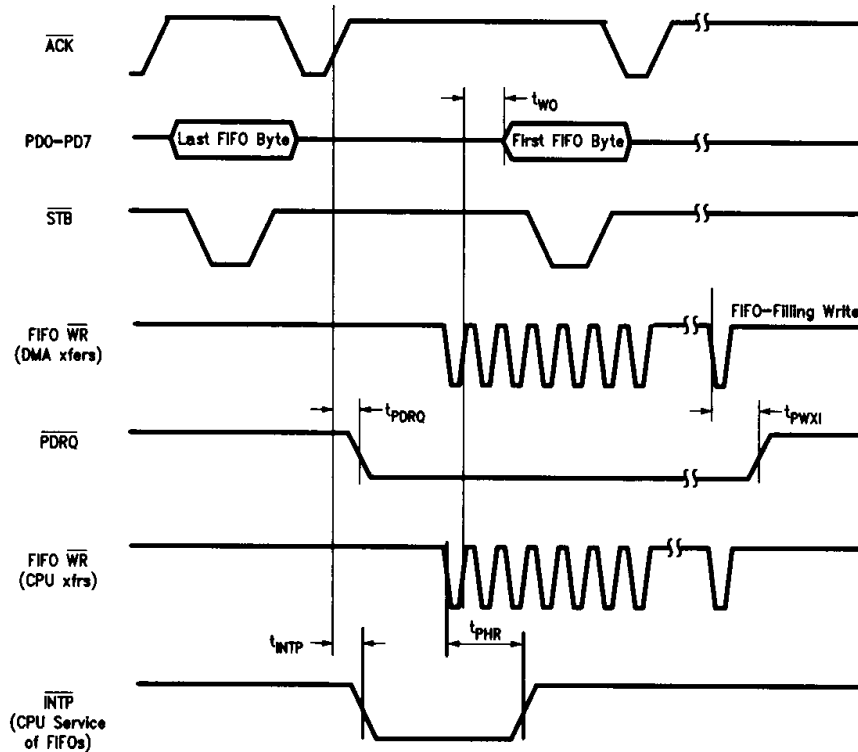 ACK
t_WO
PD0-PD7
Last FIFO Byte
First FIFO Byte
STB
FIFO WR
(DMA xfers)
FIFO-Filling Write
t_PDRQ
t_PWXI
PDRQ
FIFO WR
(CPU xfrs)
t_INTP
t_PHR
INTP
(CPU Service
of FIFOs)